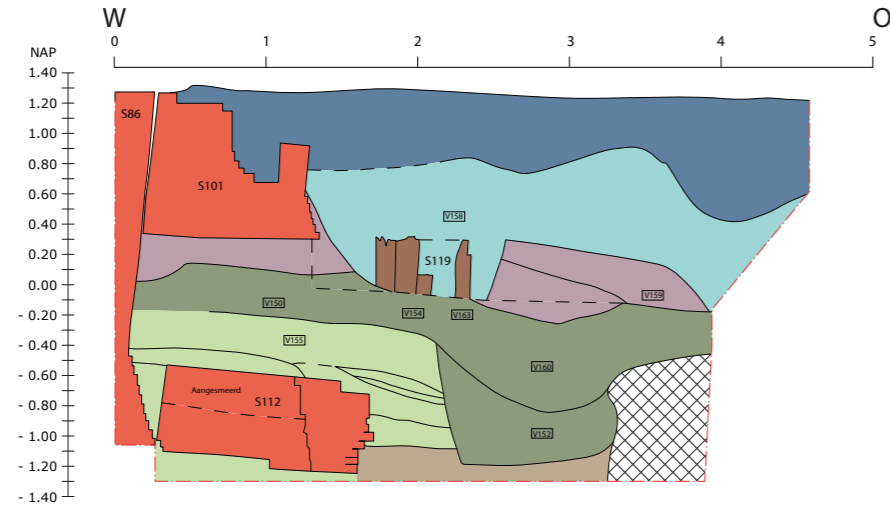 W O
0 1 2 3 4 5
NAP
1.40
1.20
S86
1.00
0.80
S101
0.60
V158
0.40
0.20
S119
0.00
V150
V159
- 0.20
V154
V163
V155
- 0.40
V160
- 0.60
Aangesmeerd
S112
- 0.80
V152
- 1.00
- 1.20
- 1.40